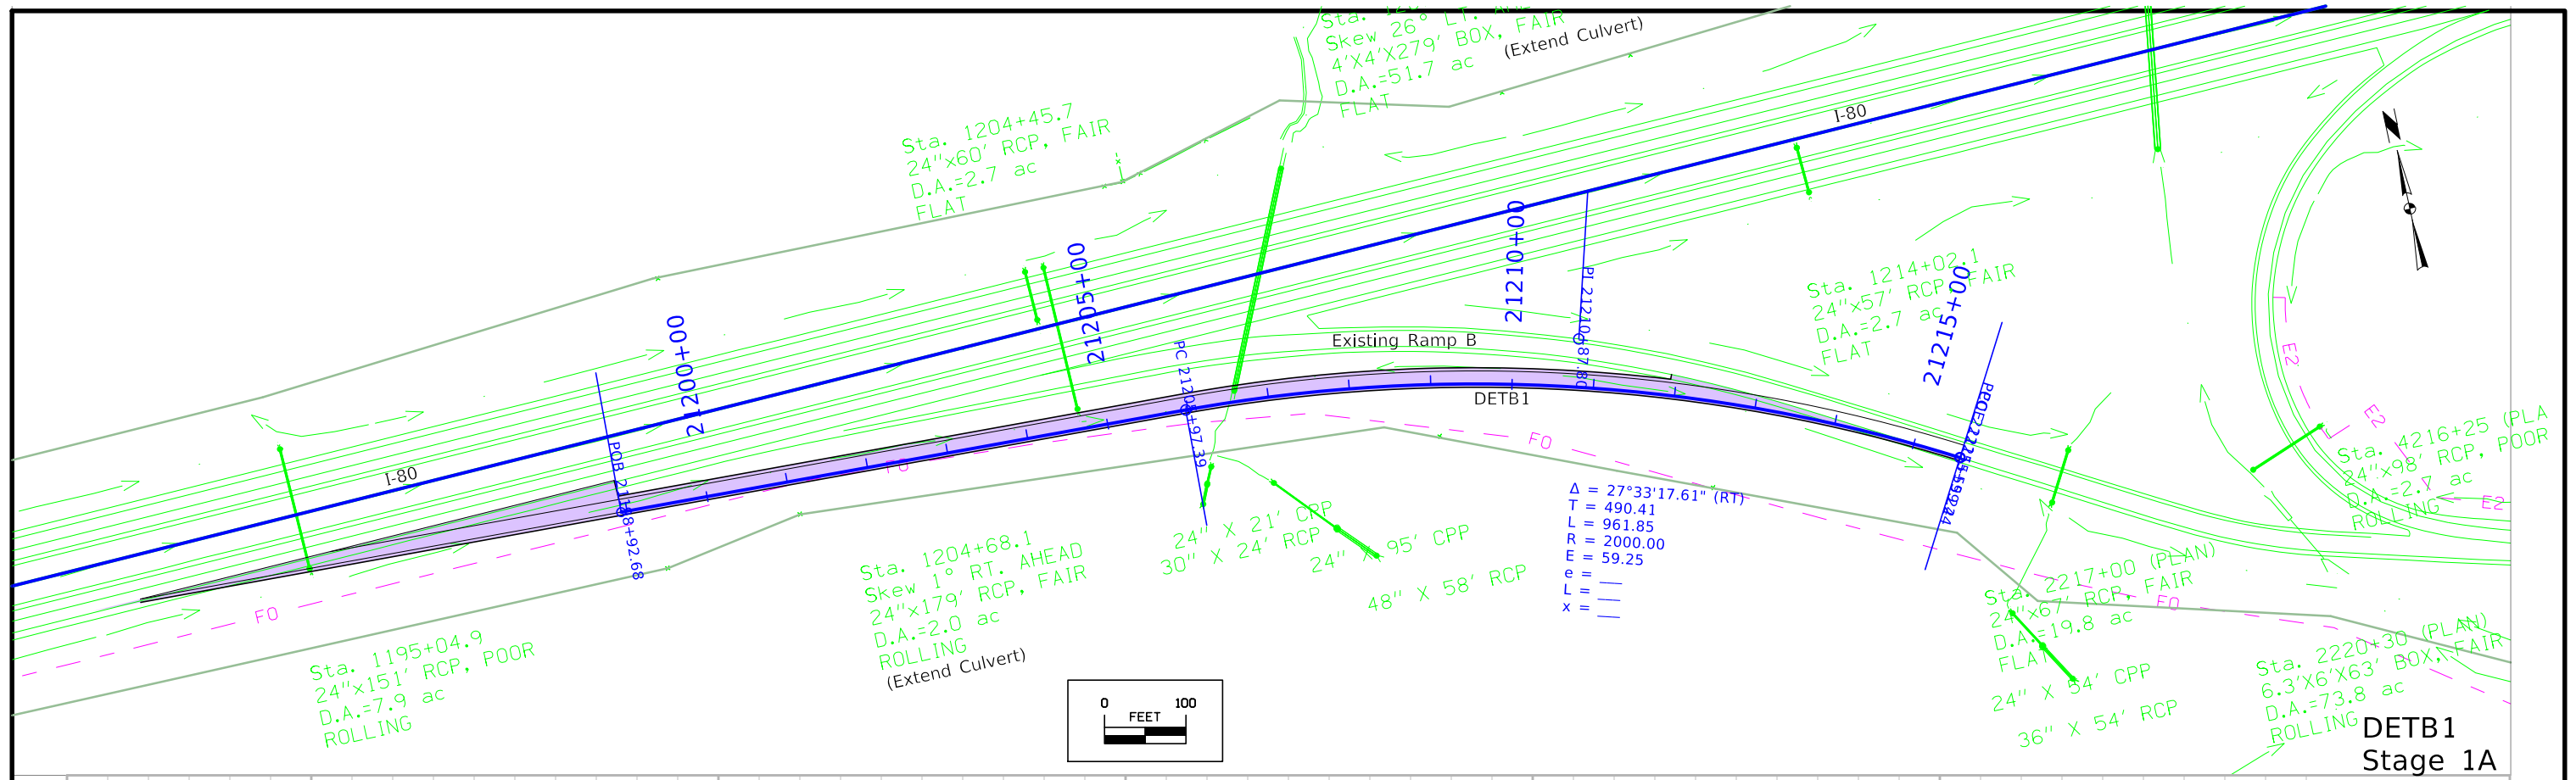 Skew 26° LT. AH
4'X4'X279' BOX, FAIR
D.A.=51.7 ac
FLAT
(Extend Culvert)
Sta. 1204+45.7
24"x60' RCP, FAIR
D.A.=2.7 ac
FLAT
I-80
21200+00
21205+00
21210+00
21215+00
PI 21210+87.80
PC 21205+97.39
POB 21198+92.68
Existing Ramp B
DETB1
Sta. 1214+02.1
24"x57' RCP, FAIR
D.A.=2.7 ac
FLAT
E2
E2
Sta. 4216+25 (PLA
24"x98' RCP, POOR
D.A.=2.7 ac
ROLLING
E2
I-80
FO
FO
FO
FO
Δ = 27°33'17.61" (RT)
T = 490.41
L = 961.85
R = 2000.00
E = 59.25
e = ___
L = ___
x = ___
24" X 21' CPP
30" X 24' RCP
24" X 95' CPP
48" X 58' RCP
Sta. 1204+68.1
Skew 1° RT. AHEAD
24"x179' RCP, FAIR
D.A.=2.0 ac
ROLLING
(Extend Culvert)
Sta. 1195+04.9
24"x151' RCP, POOR
D.A.=7.9 ac
ROLLING
Sta. 2217+00 (PLAN)
24"x67' RCP, FAIR
D.A.=19.8 ac
FLAT
24" X 54' CPP
36" X 54' RCP
Sta. 2220+30 (PLAN)
6.3'X6'X63' BOX, FAIR
D.A.=73.8 ac
ROLLING
0 100
FEET
DETB1
Stage 1A